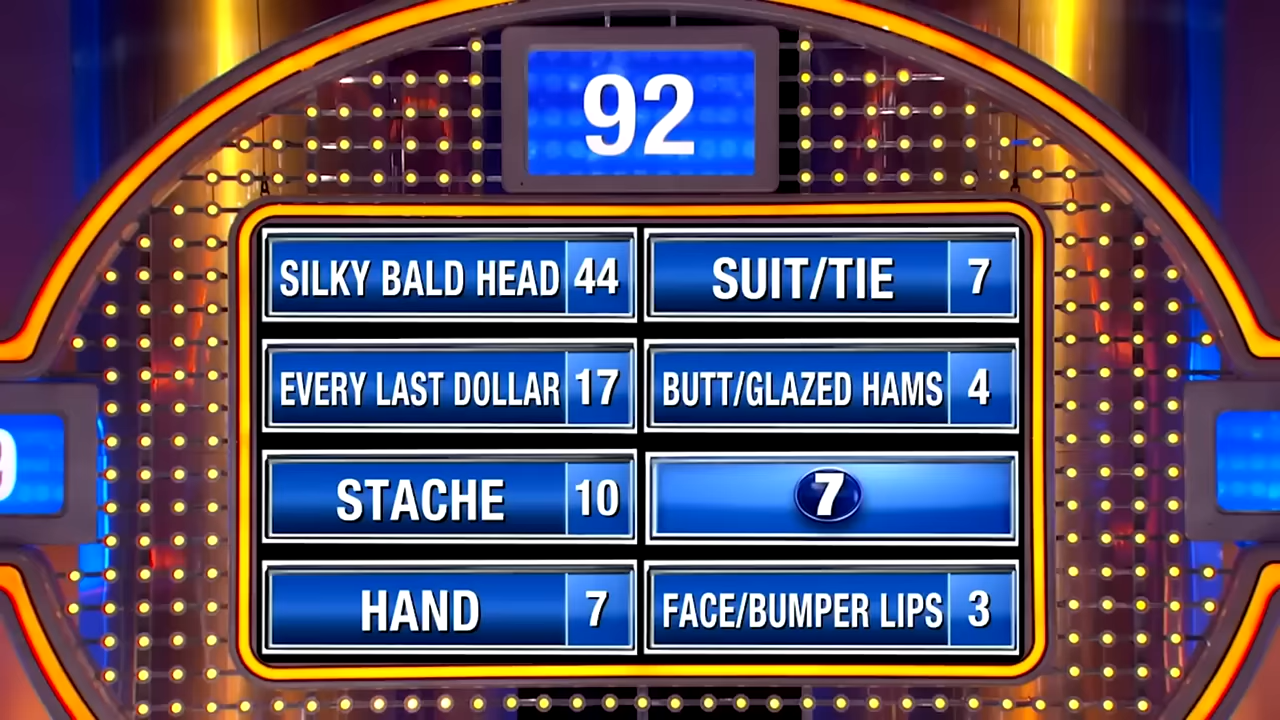 92
SILKY BALD HEAD 44
EVERY LAST DOLLAR 17
STACHE 10
HAND 7
SUIT/TIE 7
BUTT/GLAZED HAMS 4
7
FACE/BUMPER LIPS 3
9